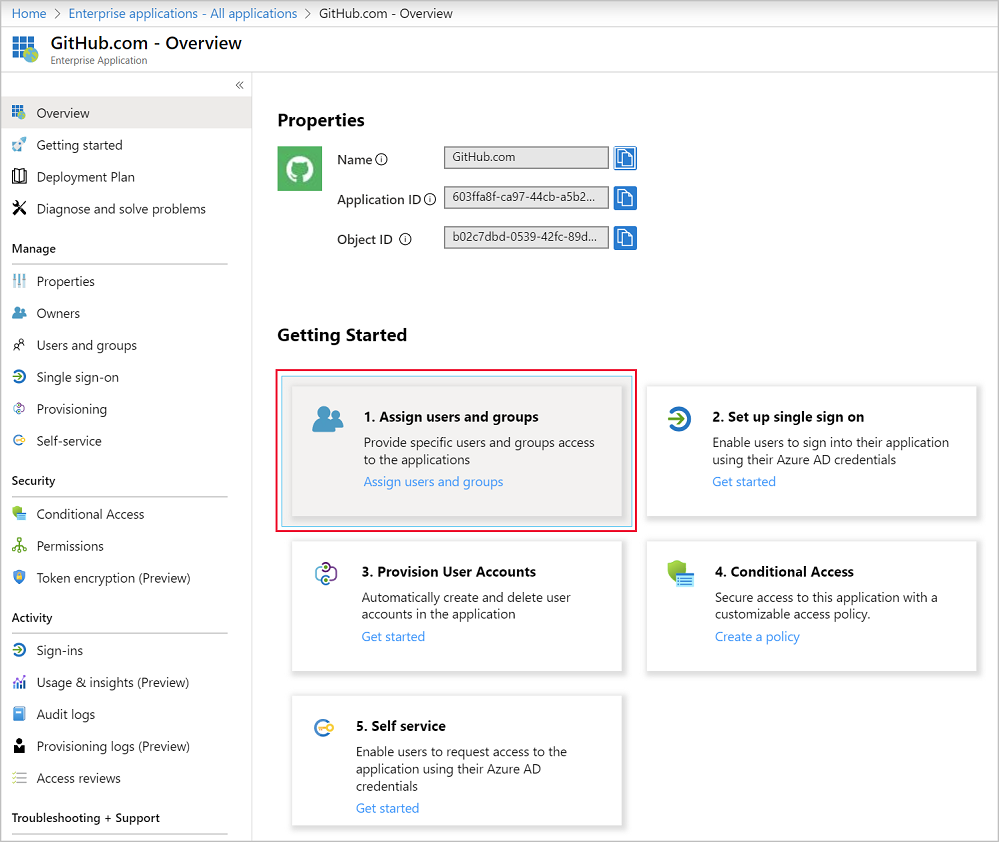 Home > Enterprise applications - All applications > GitHub.com - Overview
GitHub.com - Overview
Enterprise Application
«
Overview
Getting started
Deployment Plan
Diagnose and solve problems
Manage
Properties
Owners
Users and groups
Single sign-on
Provisioning
Self-service
Security
Conditional Access
Permissions
Token encryption (Preview)
Activity
Sign-ins
Usage & insights (Preview)
Audit logs
Provisioning logs (Preview)
Access reviews
Troubleshooting + Support
Properties
Name GitHub.com
Application ID 603ffa8f-ca97-44cb-a5b2...
Object ID b02c7dbd-0539-42fc-89d...
Getting Started
1. Assign users and groups
Provide specific users and groups access
to the applications
Assign users and groups
2. Set up single sign on
Enable users to sign into their application
using their Azure AD credentials
Get started
3. Provision User Accounts
Automatically create and delete user
accounts in the application
Get started
4. Conditional Access
Secure access to this application with a
customizable access policy.
Create a policy
5. Self service
Enable users to request access to the
application using their Azure AD
credentials
Get started